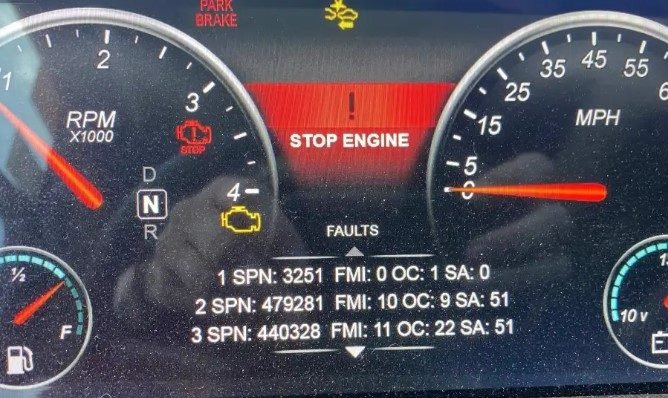 PARK
BRAKE
1
2
3
4
RPM
X1000
STOP
!
STOP ENGINE
D
N
R
0
5
15
25
35
45
55
MPH
FAULTS
1 SPN: 3251 FMI: 0 OC: 1 SA: 0
2 SPN: 479281 FMI: 10 OC: 9 SA: 51
3 SPN: 440328 FMI: 11 OC: 22 SA: 51
½
F
10 v